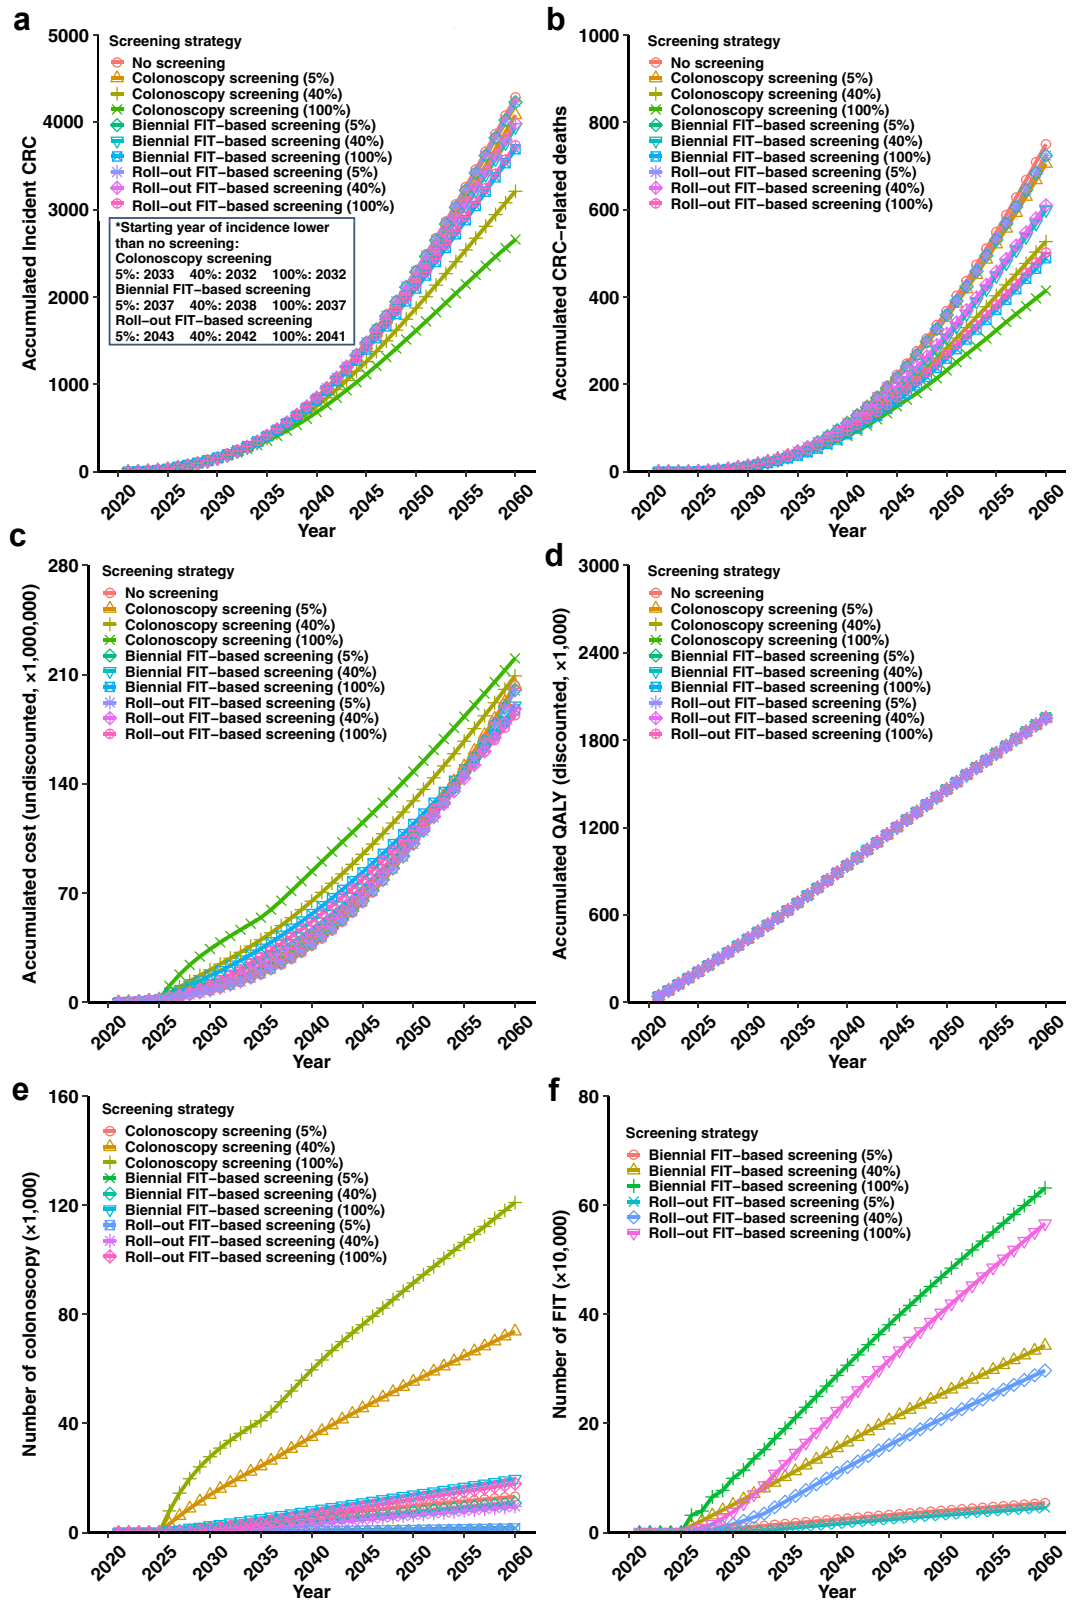 a
5000
4000
3000
2000
1000
0
Accumulated Incident CRC
Screening strategy
No screening
Colonoscopy screening (5%)
Colonoscopy screening (40%)
Colonoscopy screening (100%)
Biennial FIT−based screening (5%)
Biennial FIT−based screening (40%)
Biennial FIT−based screening (100%)
Roll−out FIT−based screening (5%)
Roll−out FIT−based screening (40%)
Roll−out FIT−based screening (100%)
*Starting year of incidence lower
than no screening:
Colonoscopy screening
5%: 2033 40%: 2032 100%: 2032
Biennial FIT−based screening
5%: 2037 40%: 2038 100%: 2037
Roll−out FIT−based screening
5%: 2043 40%: 2042 100%: 2041
2020 2025 2030 2035 2040 2045 2050 2055 2060
Year
b
1000
800
600
400
200
0
Accumulated CRC−related deaths
Screening strategy
No screening
Colonoscopy screening (5%)
Colonoscopy screening (40%)
Colonoscopy screening (100%)
Biennial FIT−based screening (5%)
Biennial FIT−based screening (40%)
Biennial FIT−based screening (100%)
Roll−out FIT−based screening (5%)
Roll−out FIT−based screening (40%)
Roll−out FIT−based screening (100%)
2020 2025 2030 2035 2040 2045 2050 2055 2060
Year
c
280
210
140
70
0
Accumulated cost (undiscounted, ×1,000,000)
Screening strategy
No screening
Colonoscopy screening (5%)
Colonoscopy screening (40%)
Colonoscopy screening (100%)
Biennial FIT−based screening (5%)
Biennial FIT−based screening (40%)
Biennial FIT−based screening (100%)
Roll−out FIT−based screening (5%)
Roll−out FIT−based screening (40%)
Roll−out FIT−based screening (100%)
2020 2025 2030 2035 2040 2045 2050 2055 2060
Year
d
3000
2400
1800
1200
600
0
Accumulated QALY (discounted, ×1,000)
Screening strategy
No screening
Colonoscopy screening (5%)
Colonoscopy screening (40%)
Colonoscopy screening (100%)
Biennial FIT−based screening (5%)
Biennial FIT−based screening (40%)
Biennial FIT−based screening (100%)
Roll−out FIT−based screening (5%)
Roll−out FIT−based screening (40%)
Roll−out FIT−based screening (100%)
2020 2025 2030 2035 2040 2045 2050 2055 2060
Year
e
160
120
80
40
0
Number of colonoscopy (×1,000)
Screening strategy
Colonoscopy screening (5%)
Colonoscopy screening (40%)
Colonoscopy screening (100%)
Biennial FIT−based screening (5%)
Biennial FIT−based screening (40%)
Biennial FIT−based screening (100%)
Roll−out FIT−based screening (5%)
Roll−out FIT−based screening (40%)
Roll−out FIT−based screening (100%)
2020 2025 2030 2035 2040 2045 2050 2055 2060
Year
f
80
60
40
20
0
Number of FIT (×10,000)
Screening strategy
Biennial FIT−based screening (5%)
Biennial FIT−based screening (40%)
Biennial FIT−based screening (100%)
Roll−out FIT−based screening (5%)
Roll−out FIT−based screening (40%)
Roll−out FIT−based screening (100%)
2020 2025 2030 2035 2040 2045 2050 2055 2060
Year